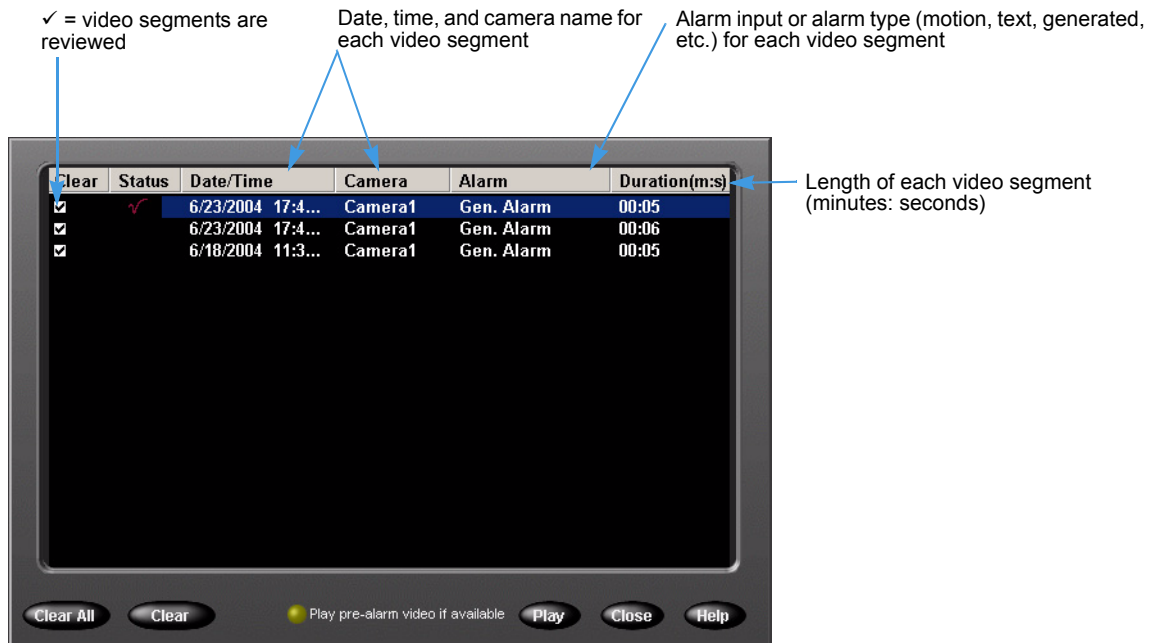 ✓ = video segments are
reviewed
Date, time, and camera name for
each video segment
Alarm input or alarm type (motion, text, generated,
etc.) for each video segment
Clear Status Date/Time Camera Alarm Duration(m:s)
6/23/2004 17:4... Camera1 Gen. Alarm 00:05
6/23/2004 17:4... Camera1 Gen. Alarm 00:06
6/18/2004 11:3... Camera1 Gen. Alarm 00:05
Length of each video segment
(minutes: seconds)
Clear All Clear Play pre-alarm video if available Play Close Help